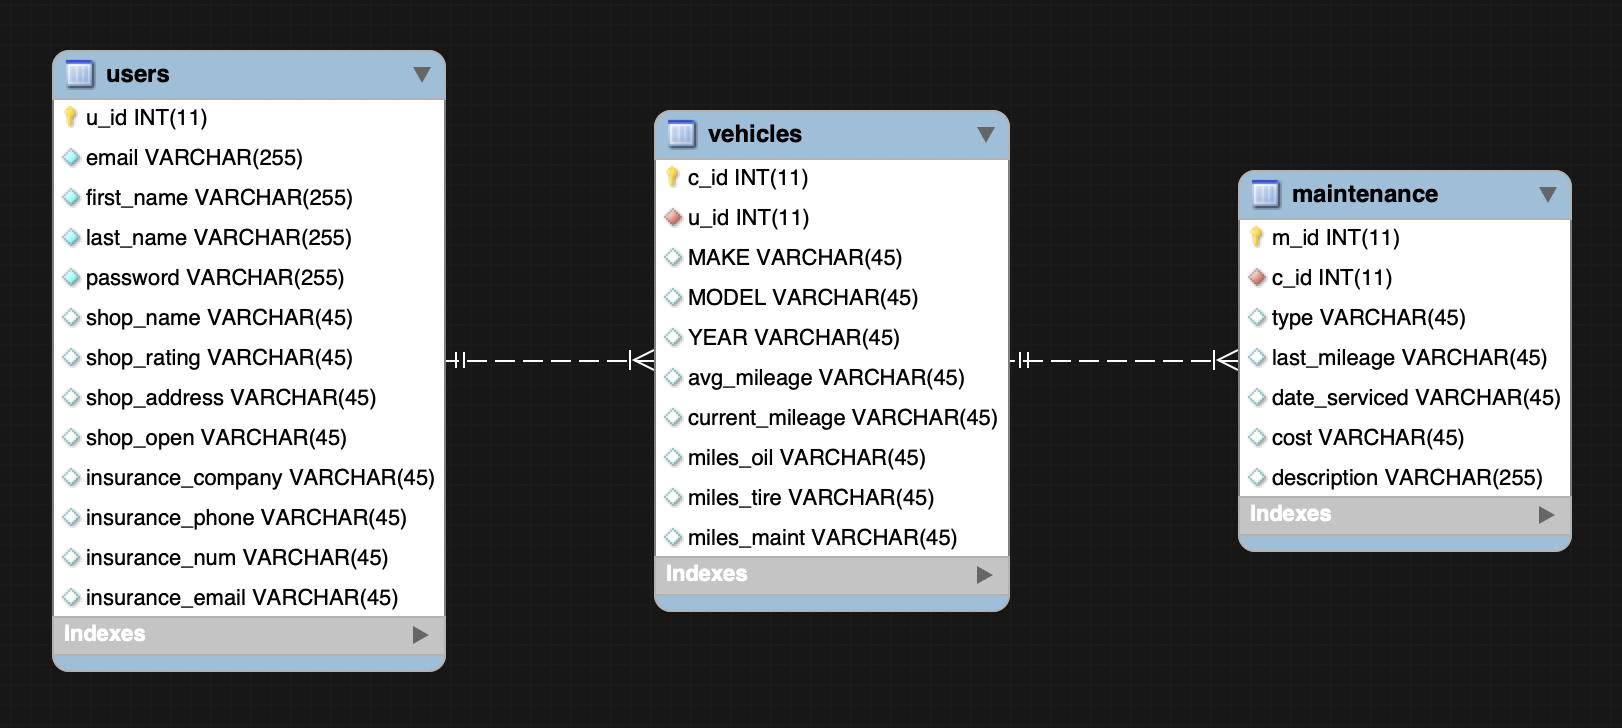 users
u_id INT(11)
email VARCHAR(255)
first_name VARCHAR(255)
last_name VARCHAR(255)
password VARCHAR(255)
shop_name VARCHAR(45)
shop_rating VARCHAR(45)
shop_address VARCHAR(45)
shop_open VARCHAR(45)
insurance_company VARCHAR(45)
insurance_phone VARCHAR(45)
insurance_num VARCHAR(45)
insurance_email VARCHAR(45)
Indexes
vehicles
c_id INT(11)
u_id INT(11)
MAKE VARCHAR(45)
MODEL VARCHAR(45)
YEAR VARCHAR(45)
avg_mileage VARCHAR(45)
current_mileage VARCHAR(45)
miles_oil VARCHAR(45)
miles_tire VARCHAR(45)
miles_maint VARCHAR(45)
Indexes
maintenance
m_id INT(11)
c_id INT(11)
type VARCHAR(45)
last_mileage VARCHAR(45)
date_serviced VARCHAR(45)
cost VARCHAR(45)
description VARCHAR(255)
Indexes